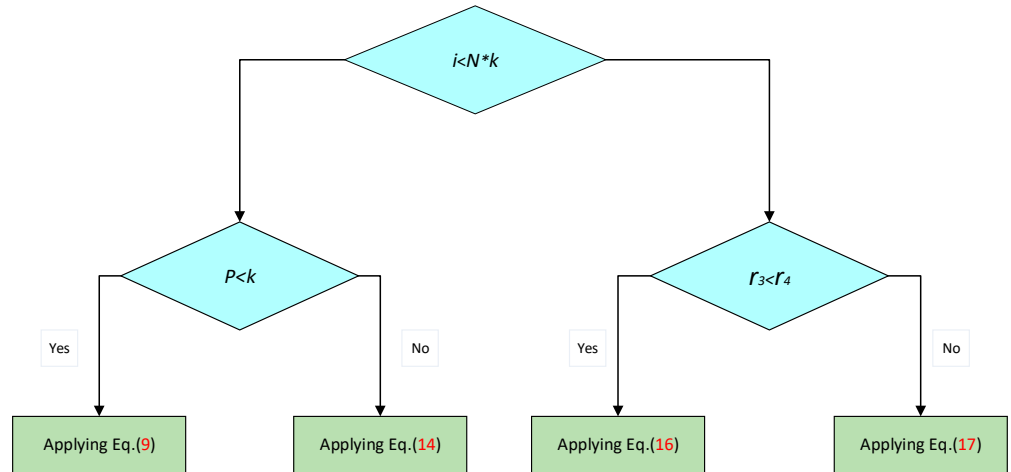 i<N*k
P<k
r₃<r₄
Yes
No
Yes
No
Applying Eq.(9)
Applying Eq.(14)
Applying Eq.(16)
Applying Eq.(17)